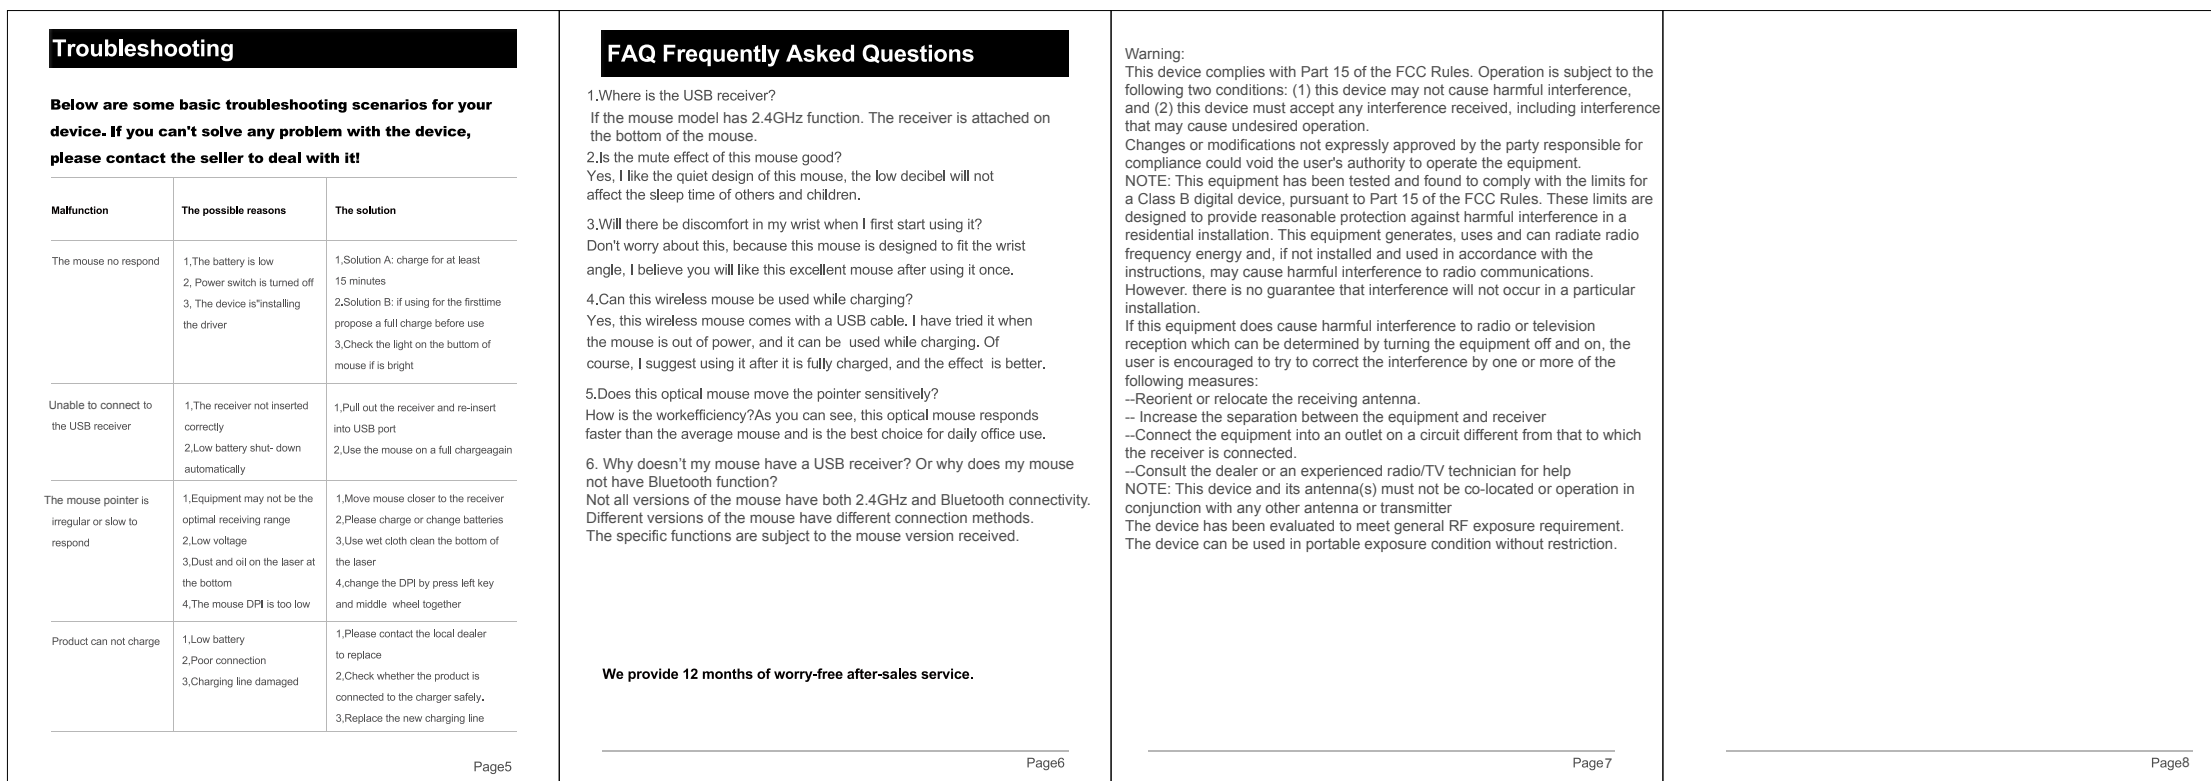 Troubleshooting
Below are some basic troubleshooting scenarios for your
device. If you can't solve any problem with the device,
please contact the seller to deal with it!
Malfunction
The possible reasons
The solution
The mouse no respond
1,The battery is low
2, Power switch is turned off
3, The device is"installing
the driver
1,Solution A: charge for at least
15 minutes
2.Solution B: if using for the firsttime
propose a full charge before use
3,Check the light on the buttom of
mouse if is bright
Unable to connect to
the USB receiver
1,The receiver not inserted
correctly
2,Low battery shut- down
automatically
1,Pull out the receiver and re-insert
into USB port
2,Use the mouse on a full chargeagain
The mouse pointer is
irregular or slow to
respond
1,Equipment may not be the
optimal receiving range
2,Low voltage
3,Dust and oil on the laser at
the bottom
4,The mouse DPI is too low
1,Move mouse closer to the receiver
2,Please charge or change batteries
3,Use wet cloth clean the bottom of
the laser
4,change the DPI by press left key
and middle wheel together
Product can not charge
1,Low battery
2,Poor connection
3,Charging line damaged
1,Please contact the local dealer
to replace
2,Check whether the product is
connected to the charger safely.
3,Replace the new charging line
Page5
FAQ Frequently Asked Questions
1.Where is the USB receiver?
If the mouse model has 2.4GHz function. The receiver is attached on
the bottom of the mouse.
2.Is the mute effect of this mouse good?
Yes, I like the quiet design of this mouse, the low decibel will not
affect the sleep time of others and children.
3.Will there be discomfort in my wrist when I first start using it?
Don't worry about this, because this mouse is designed to fit the wrist
angle, I believe you will like this excellent mouse after using it once.
4.Can this wireless mouse be used while charging?
Yes, this wireless mouse comes with a USB cable. I have tried it when
the mouse is out of power, and it can be used while charging. Of
course, I suggest using it after it is fully charged, and the effect is better.
5.Does this optical mouse move the pointer sensitively?
How is the workefficiency?As you can see, this optical mouse responds
faster than the average mouse and is the best choice for daily office use.
6. Why doesn’t my mouse have a USB receiver? Or why does my mouse
not have Bluetooth function?
Not all versions of the mouse have both 2.4GHz and Bluetooth connectivity.
Different versions of the mouse have different connection methods.
The specific functions are subject to the mouse version received.
We provide 12 months of worry-free after-sales service.
Page6
Warning:
This device complies with Part 15 of the FCC Rules. Operation is subject to the
following two conditions: (1) this device may not cause harmful interference,
and (2) this device must accept any interference received, including interference
that may cause undesired operation.
Changes or modifications not expressly approved by the party responsible for
compliance could void the user's authority to operate the equipment.
NOTE: This equipment has been tested and found to comply with the limits for
a Class B digital device, pursuant to Part 15 of the FCC Rules. These limits are
designed to provide reasonable protection against harmful interference in a
residential installation. This equipment generates, uses and can radiate radio
frequency energy and, if not installed and used in accordance with the
instructions, may cause harmful interference to radio communications.
However. there is no guarantee that interference will not occur in a particular
installation.
If this equipment does cause harmful interference to radio or television
reception which can be determined by turning the equipment off and on, the
user is encouraged to try to correct the interference by one or more of the
following measures:
--Reorient or relocate the receiving antenna.
-- Increase the separation between the equipment and receiver
--Connect the equipment into an outlet on a circuit different from that to which
the receiver is connected.
--Consult the dealer or an experienced radio/TV technician for help
NOTE: This device and its antenna(s) must not be co-located or operation in
conjunction with any other antenna or transmitter
The device has been evaluated to meet general RF exposure requirement.
The device can be used in portable exposure condition without restriction.
Page7
Page8